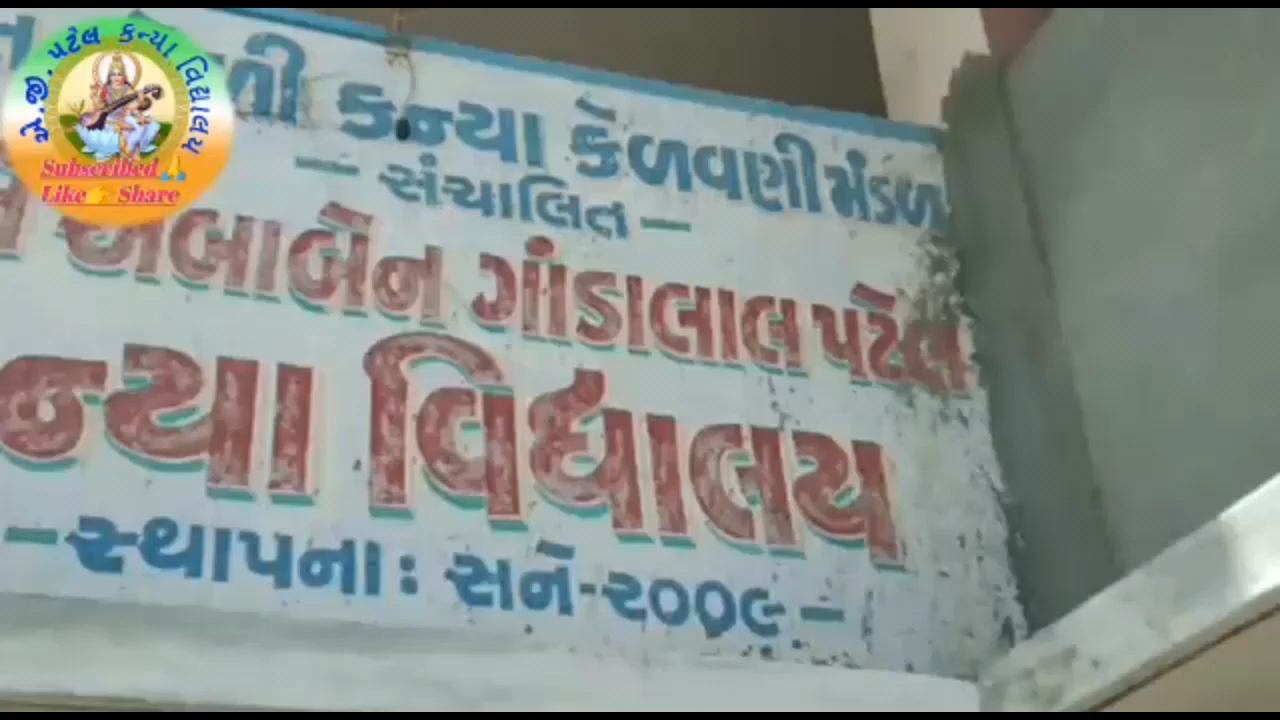 એ.જી. પટેલ કન્યા વિદ્યાલય
Subscribed
Like Share
કન્યા કેળવણી મંડળ
સંચાલિત
અંબાબેન ગાંડાલાલ પટેલ
વિદ્યાલય
સ્થાપના : સને-૨૦૦૯